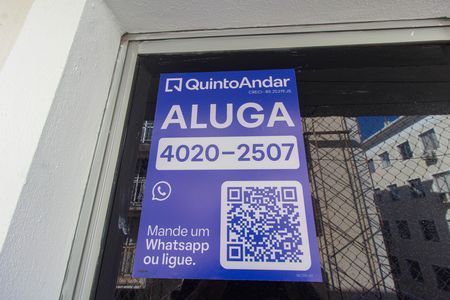 QuintoAndar
ALUGA
4020-2507
Mande um
Whatsapp
ou ligue.